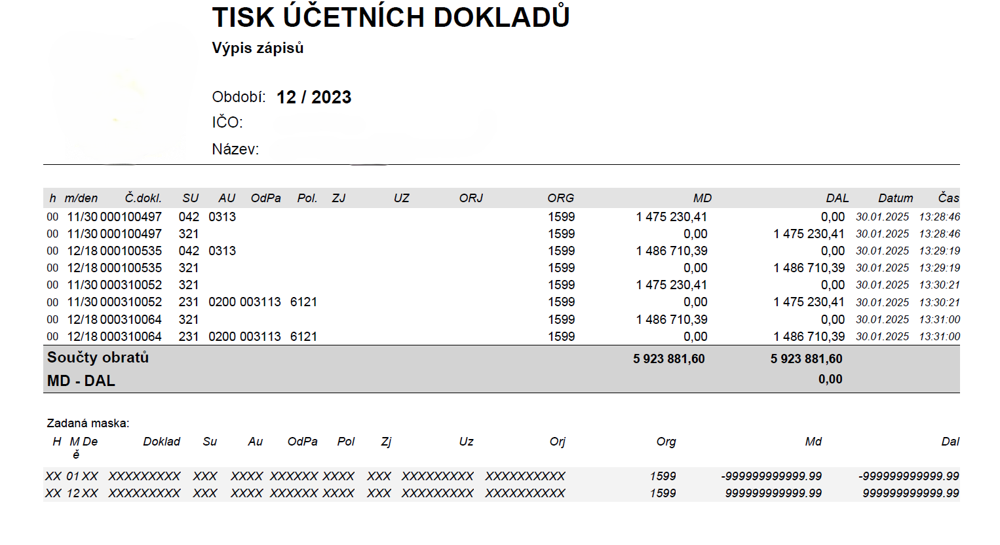 TISK ÚČETNÍCH DOKLADŮ
Výpis zápisů
Období: 12 / 2023
IČO:
Název:
h m/den Č.dokl. SU AU OdPa Pol. ZJ UZ ORJ ORG MD DAL Datum Čas
00 11/30 000100497 042 0313 1599 1 475 230,41 0,00 30.01.2025 13:28:46
00 11/30 000100497 321 1599 0,00 1 475 230,41 30.01.2025 13:28:46
00 12/18 000100535 042 0313 1599 1 486 710,39 0,00 30.01.2025 13:29:19
00 12/18 000100535 321 1599 0,00 1 486 710,39 30.01.2025 13:29:19
00 11/30 000310052 321 1599 1 475 230,41 0,00 30.01.2025 13:30:21
00 11/30 000310052 231 0200 003113 6121 1599 0,00 1 475 230,41 30.01.2025 13:30:21
00 12/18 000310064 321 1599 1 486 710,39 0,00 30.01.2025 13:31:00
00 12/18 000310064 231 0200 003113 6121 1599 0,00 1 486 710,39 30.01.2025 13:31:00
Součty obratů 5 923 881,60 5 923 881,60
MD - DAL 0,00
Zadaná maska:
H M De Doklad Su Au OdPa Pol Zj Uz Orj Org Md Dal
ě
XX 01 XX XXXXXXXXX XXX XXXX XXXXXX XXXX XXX XXXXXXXXX XXXXXXXXXX 1599 -999999999999.99 -999999999999.99
XX 12 XX XXXXXXXXX XXX XXXX XXXXXX XXXX XXX XXXXXXXXX XXXXXXXXXX 1599 9999999999999.99 9999999999999.99